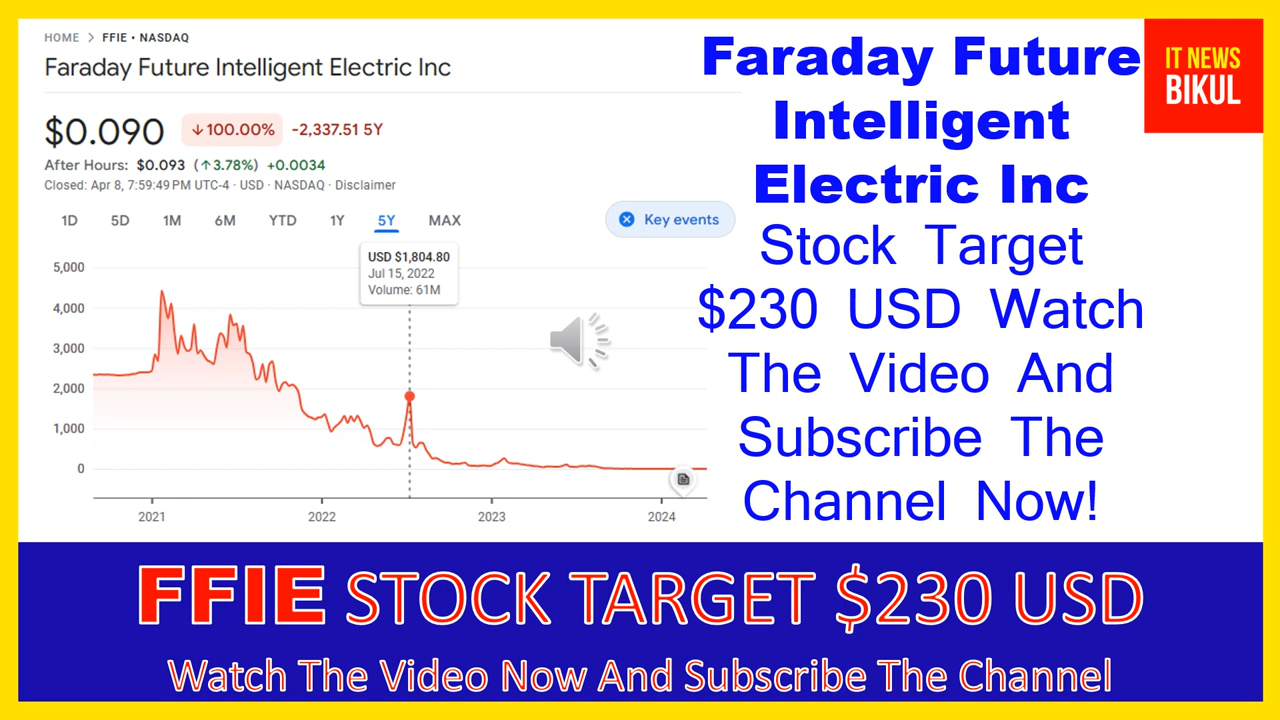 HOME > FFIE • NASDAQ
Faraday Future Intelligent Electric Inc
$0.090 ↓100.00% -2,337.51 5Y
After Hours: $0.093 (↑3.78%) +0.0034
Closed: Apr 8, 7:59:49 PM UTC-4 · USD · NASDAQ · Disclaimer
1D 5D 1M 6M YTD 1Y 5Y MAX
Key events
USD $1,804.80
Jul 15, 2022
Volume: 61M
5,000
4,000
3,000
2,000
1,000
0
2021 2022 2023 2024
Faraday Future
Intelligent
Electric Inc
Stock Target
$230 USD Watch
The Video And
Subscribe The
Channel Now!
IT NEWS
BIKUL
FFIE STOCK TARGET $230 USD
Watch The Video Now And Subscribe The Channel